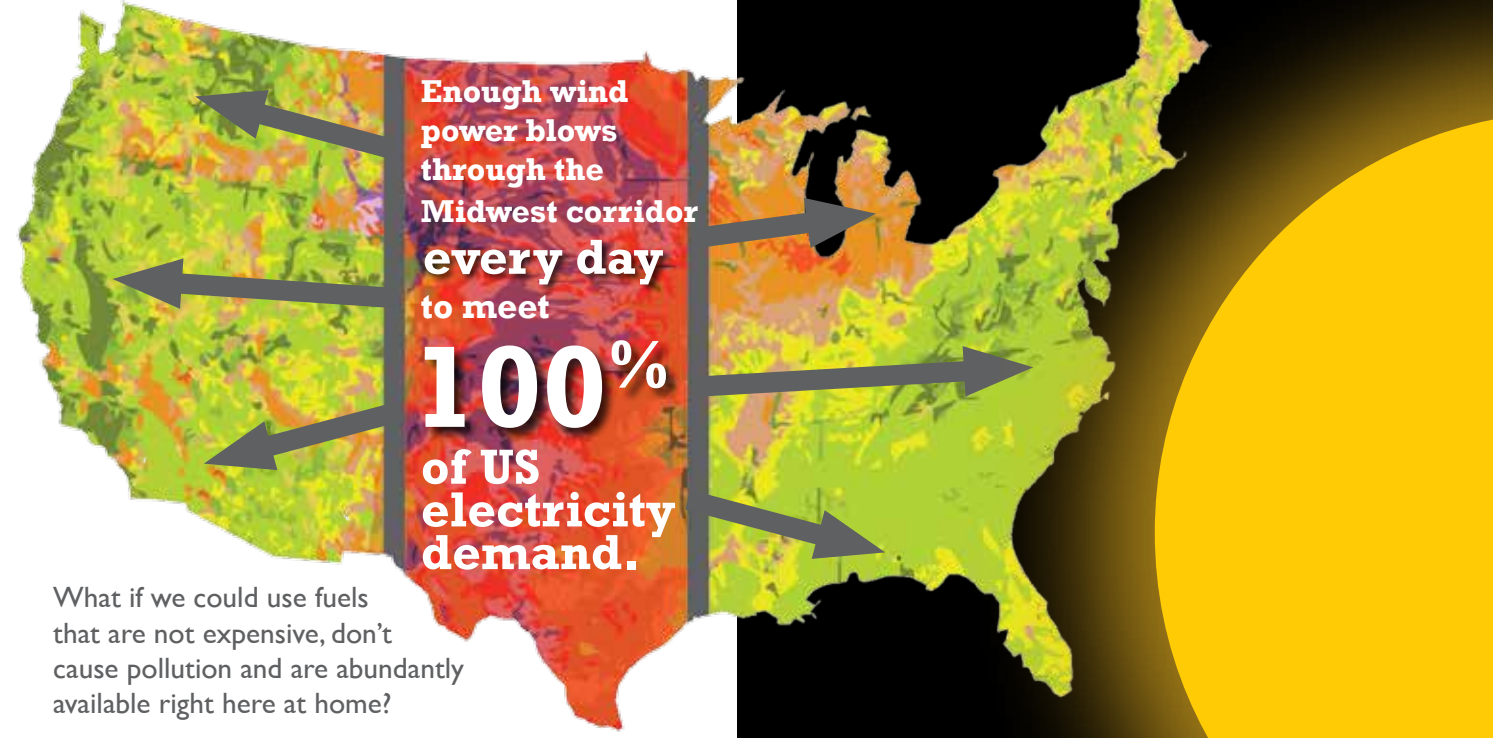 Enough wind
power blows
through the
Midwest corridor
every day
to meet
100%
of US
electricity
demand.
What if we could use fuels
that are not expensive, don't
cause pollution and are abundantly
available right here at home?